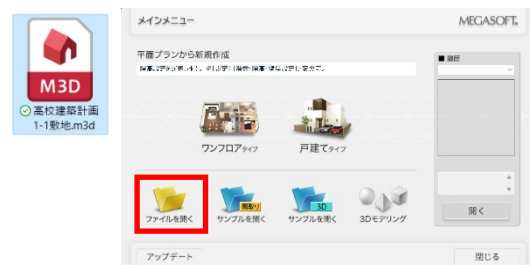 M3D
高校建築計画
1-1敷地.m3d
メインメニュー
MEGASOFT.
平面プランから新規作成
ワンフロアタイプ
戸建てタイプ
■ 履歴
間取り
3D
ファイルを開く
サンプルを開く
サンプルを開く
3Dモデリング
開く
アップデート
閉じる